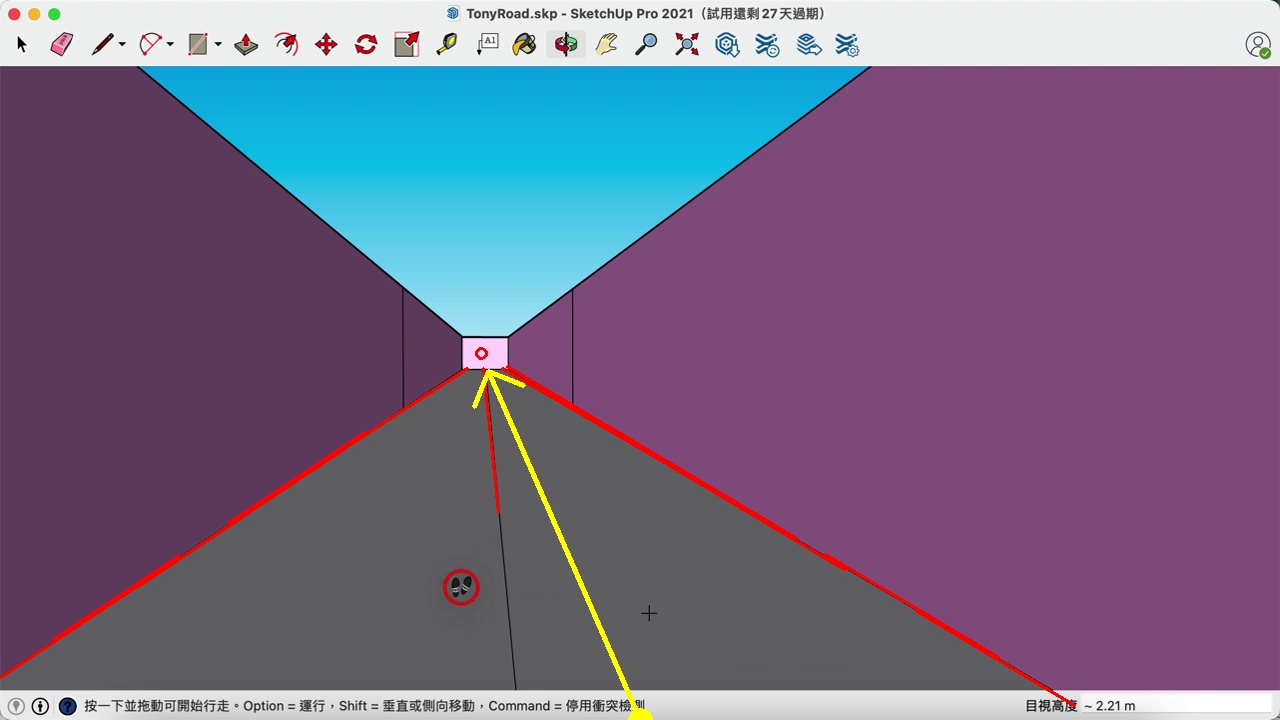 TonyRoad.skp - SketchUp Pro 2021（試用還剩 27 天過期）
A1
按一下並拖動可開始行走。Option = 運行，Shift = 垂直或側向移動，Command = 停用衝突檢測
目視高度 ~ 2.21 m